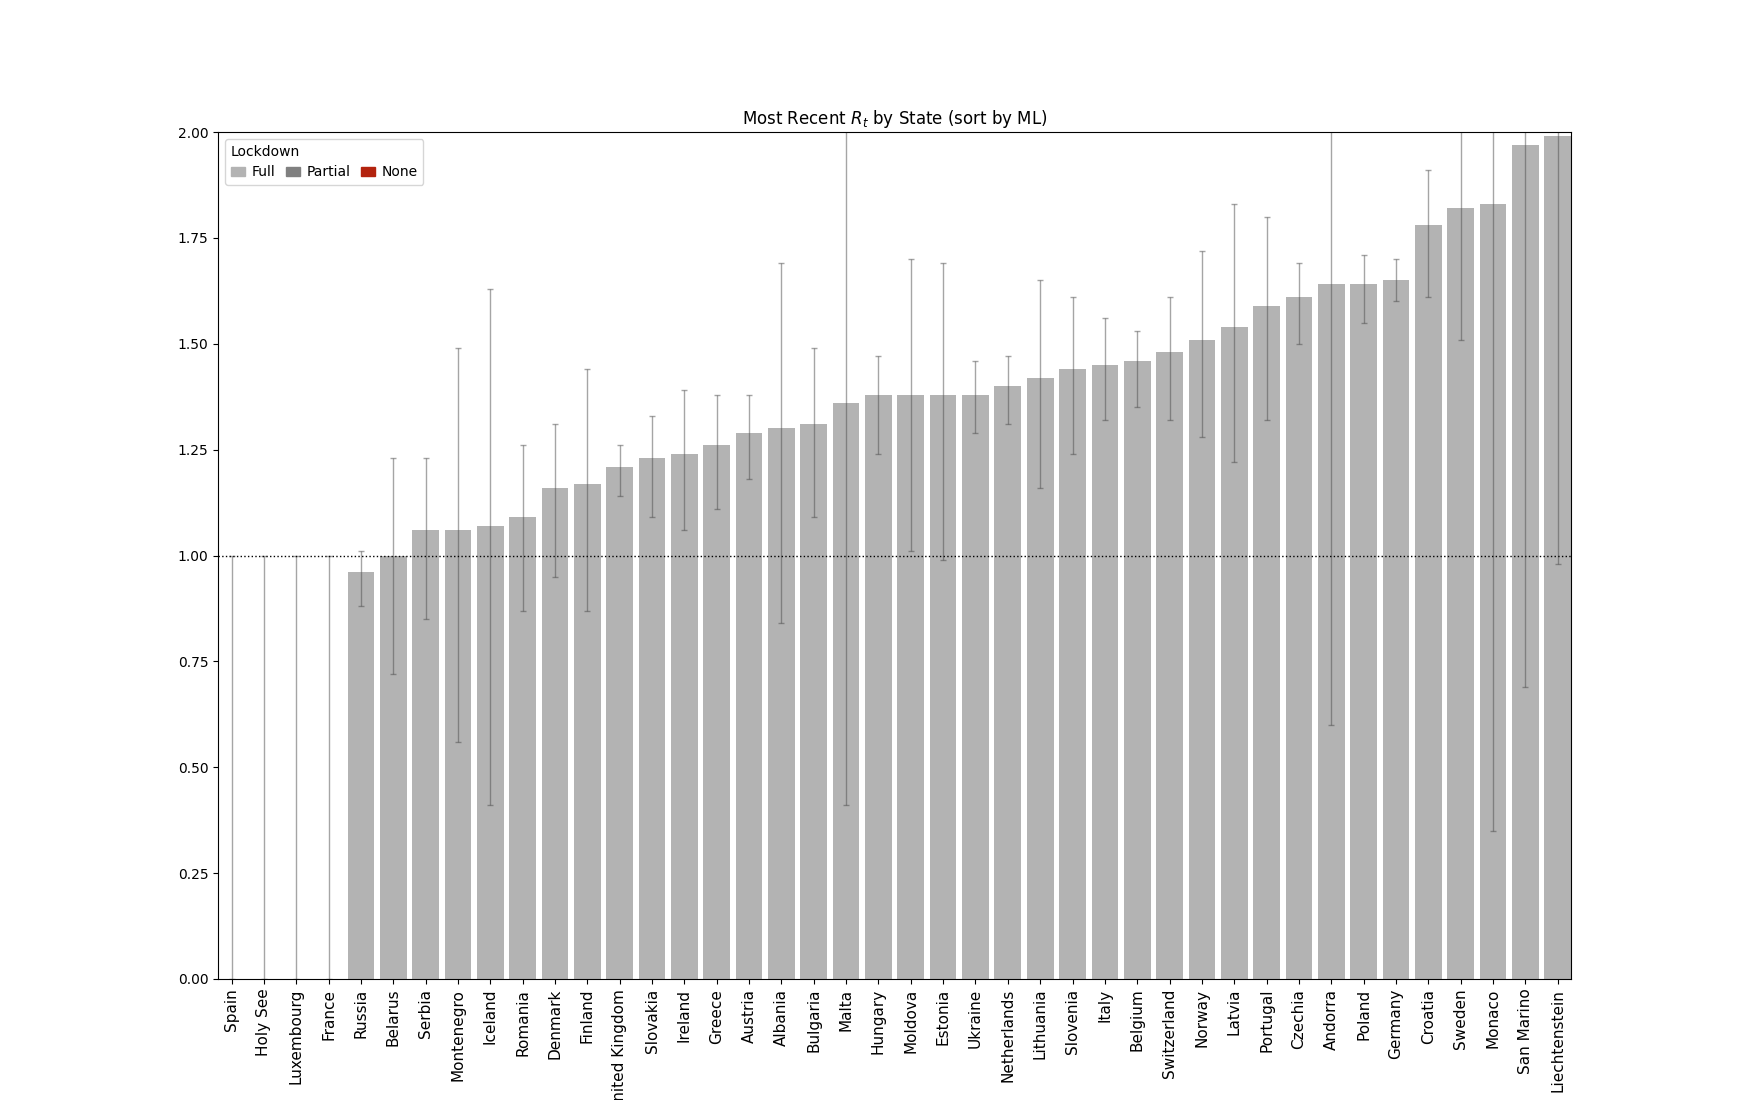 Most Recent R_t by State (sort by ML)
Lockdown
Full Partial None
2.00
1.75
1.50
1.25
1.00
0.75
0.50
0.25
0.00
Spain
Holy See
Luxembourg
France
Russia
Belarus
Serbia
Montenegro
Iceland
Romania
Denmark
Finland
nited Kingdom
Slovakia
Ireland
Greece
Austria
Albania
Bulgaria
Malta
Hungary
Moldova
Estonia
Ukraine
Netherlands
Lithuania
Slovenia
Italy
Belgium
Switzerland
Norway
Latvia
Portugal
Czechia
Andorra
Poland
Germany
Croatia
Sweden
Monaco
San Marino
Liechtenstein